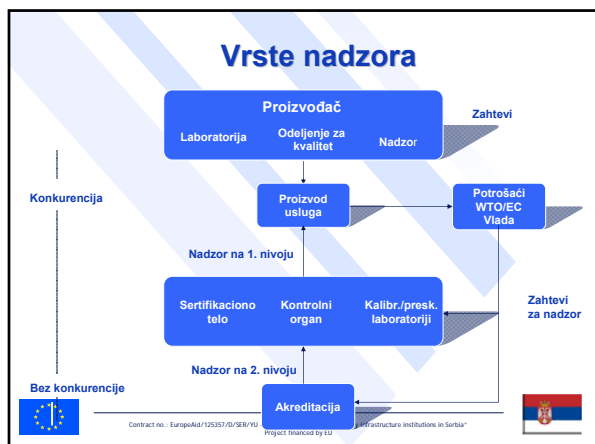 Vrste nadzora
Proizvođač
Zahtevi
Laboratorija
Odeljenje za
kvalitet
Nadzor
Konkurencija
Proizvod
usluga
Potrošači
WTO/EC
Vlada
Nadzor na 1. nivoju
Sertifikaciono
telo
Kontrolni
organ
Kalibr./presk.
laboratoriji
Zahtevi
za nadzor
Nadzor na 2. nivoju
Bez konkurencije
Akreditacija
Contract no.: EuropeAid/125357/D/SER/YU - infrastructure institutions in Serbia"
Project financed by EU